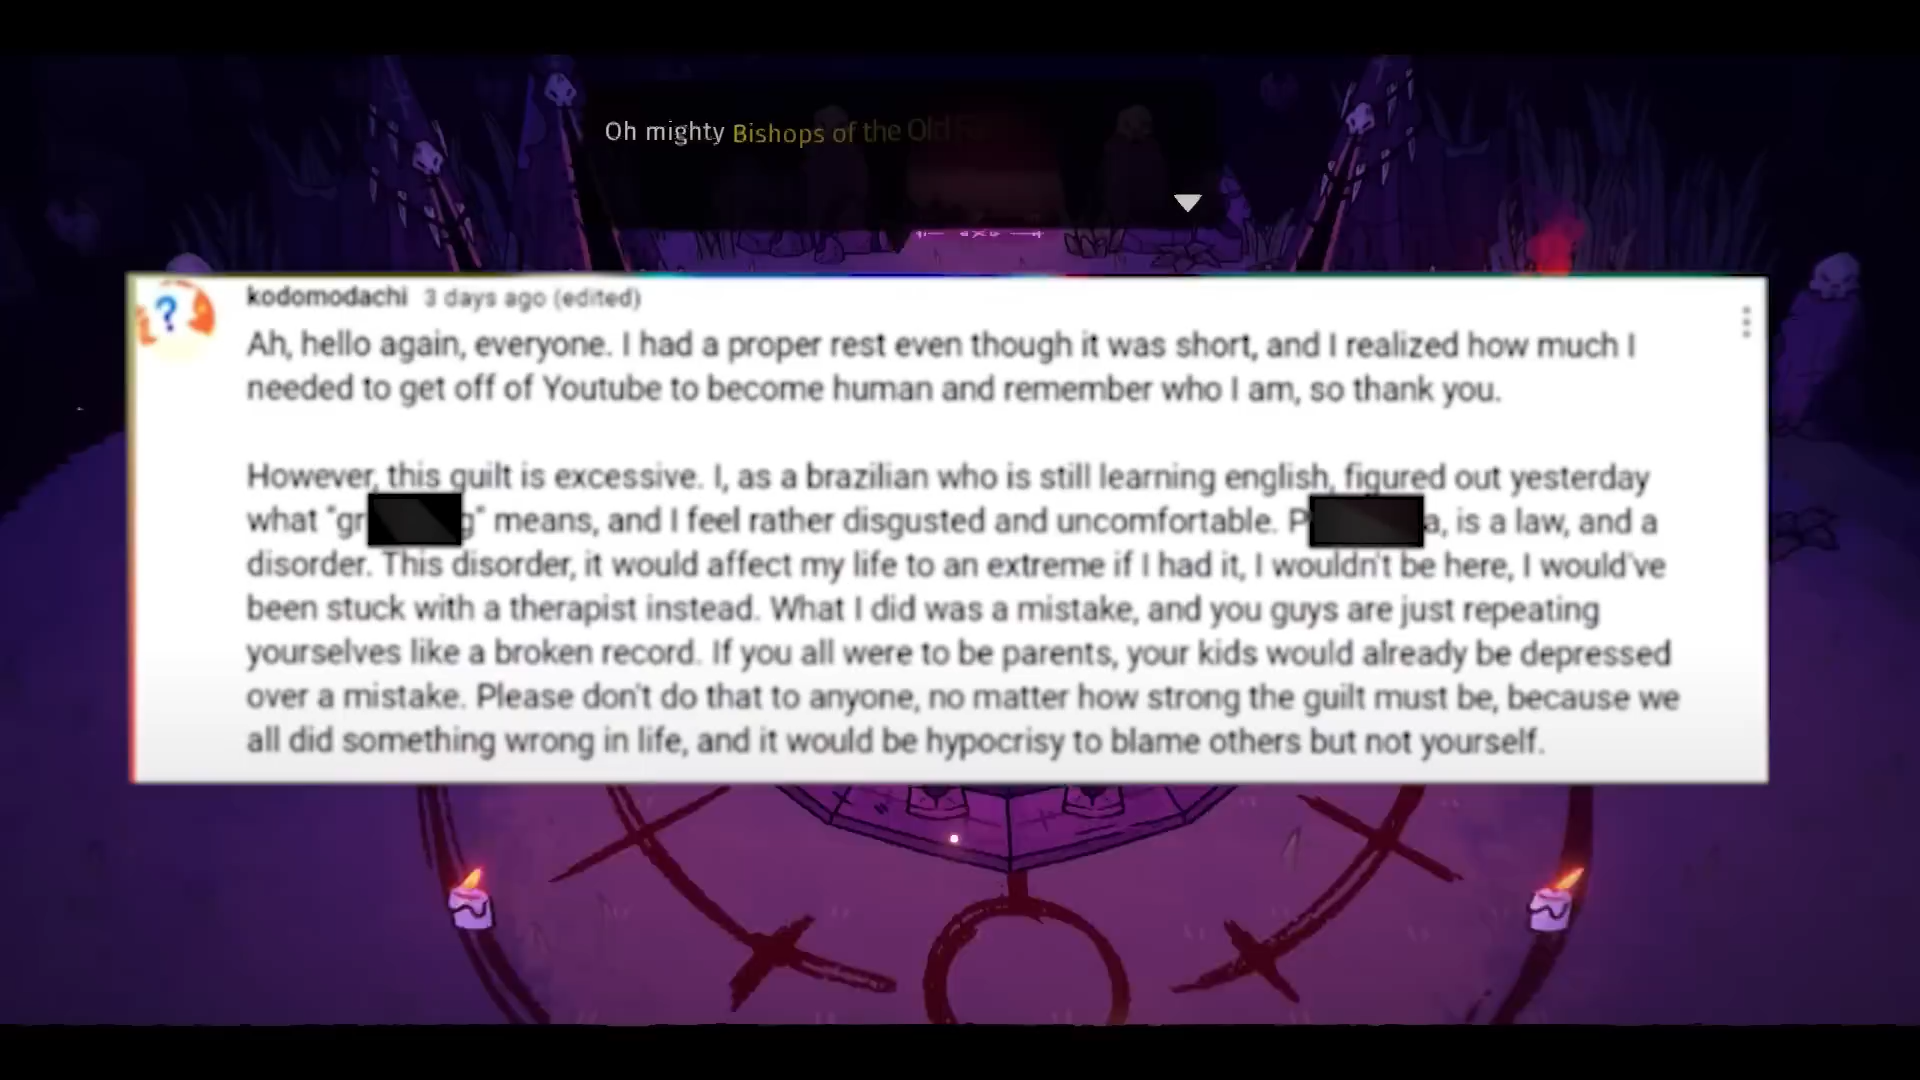 Oh mighty Bishops of the Old
kodomodachi 3 days ago (edited)
Ah, hello again, everyone. I had a proper rest even though it was short, and I realized how much I
needed to get off of Youtube to become human and remember who I am, so thank you.
However, this guilt is excessive. I, as a brazilian who is still learning english, figured out yesterday
what "gr g" means, and I feel rather disgusted and uncomfortable. P a, is a law, and a
disorder. This disorder, it would affect my life to an extreme if I had it, I wouldn't be here, I would've
been stuck with a therapist instead. What I did was a mistake, and you guys are just repeating
yourselves like a broken record. If you all were to be parents, your kids would already be depressed
over a mistake. Please don't do that to anyone, no matter how strong the guilt must be, because we
all did something wrong in life, and it would be hypocrisy to blame others but not yourself.